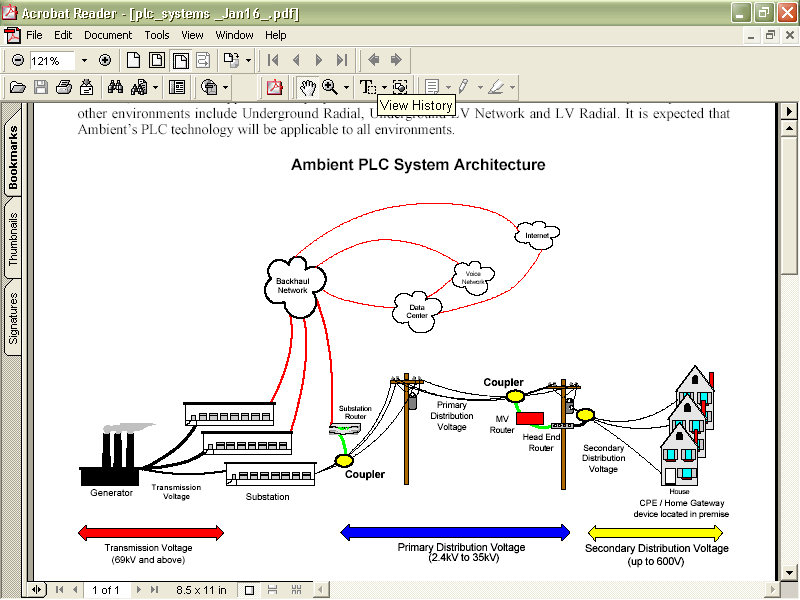 Acrobat Reader - [plc_systems _Jan16_.pdf]
File Edit Document Tools View Window Help
121%
View History
other environments include Underground Radial, Underground LV Network and LV Radial. It is expected that
Ambient's PLC technology will be applicable to all environments.
Bookmarks
Thumbnails
Signatures
Ambient PLC System Architecture
Internet
Backhaul
Network
Voice
Network
Data
Center
Substation
Router
Coupler
Primary
Distribution
Voltage
Coupler
MV
Router
Head End
Router
Secondary
Distribution
Voltage
Generator
Transmission
Voltage
Substation
House
CPE / Home Gateway
device located in premise
Transmission Voltage
(69kV and above)
Primary Distribution Voltage
(2.4kV to 35kV)
Secondary Distribution Voltage
(up to 600V)
1 of 1
8.5 x 11 in